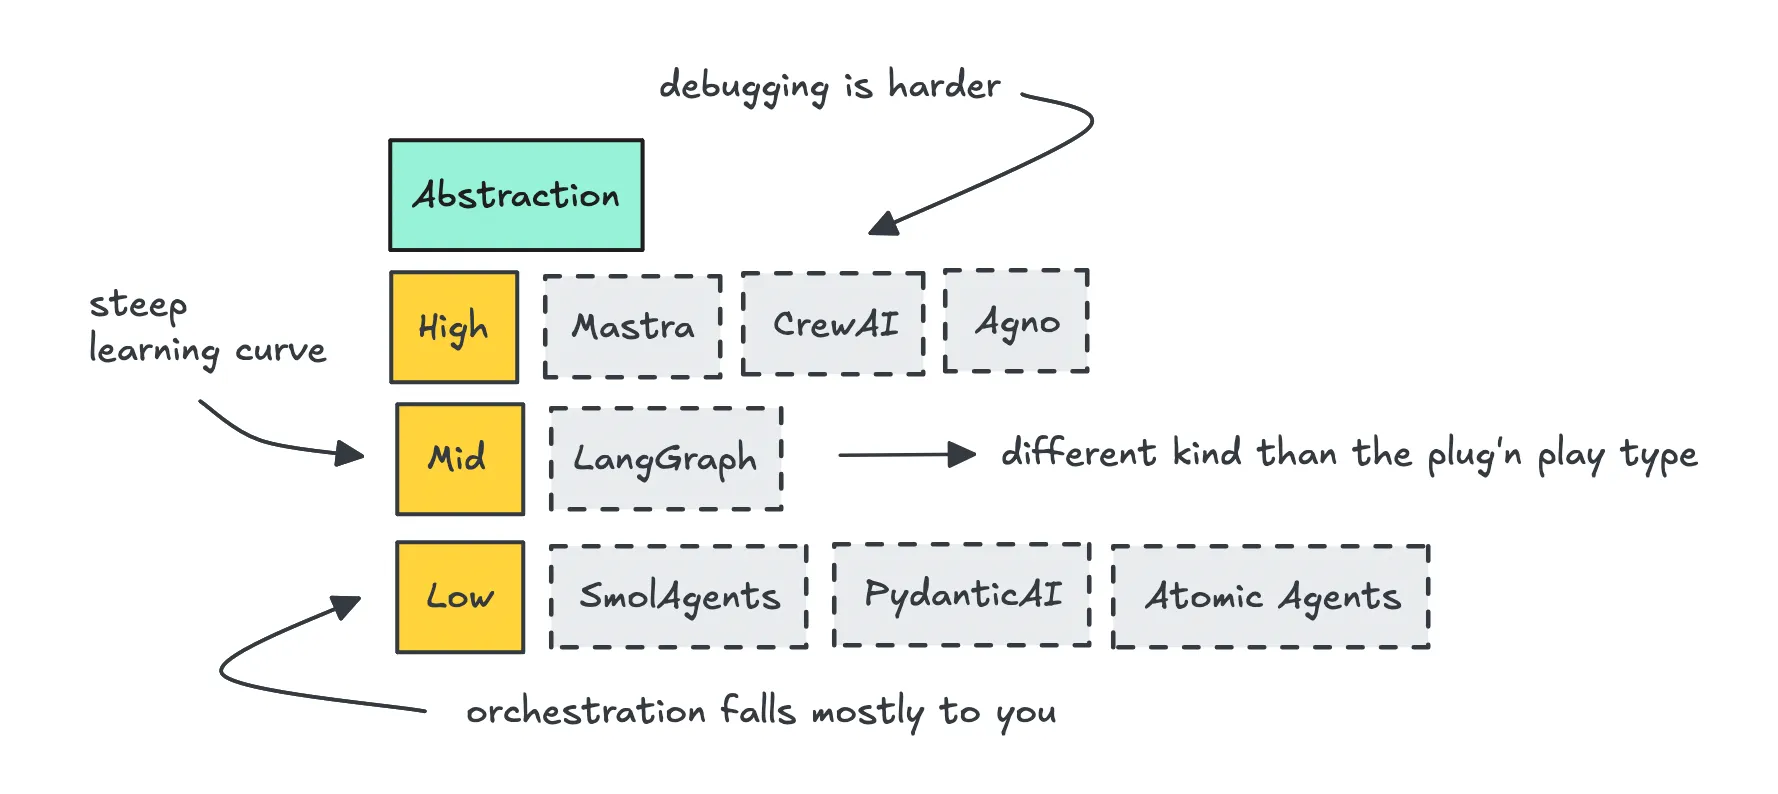 debugging is harder
Abstraction
steep
learning curve
High
Mastra
CrewAI
Agno
Mid
LangGraph
different kind than the plug'n play type
Low
SmolAgents
PydanticAI
Atomic Agents
orchestration falls mostly to you